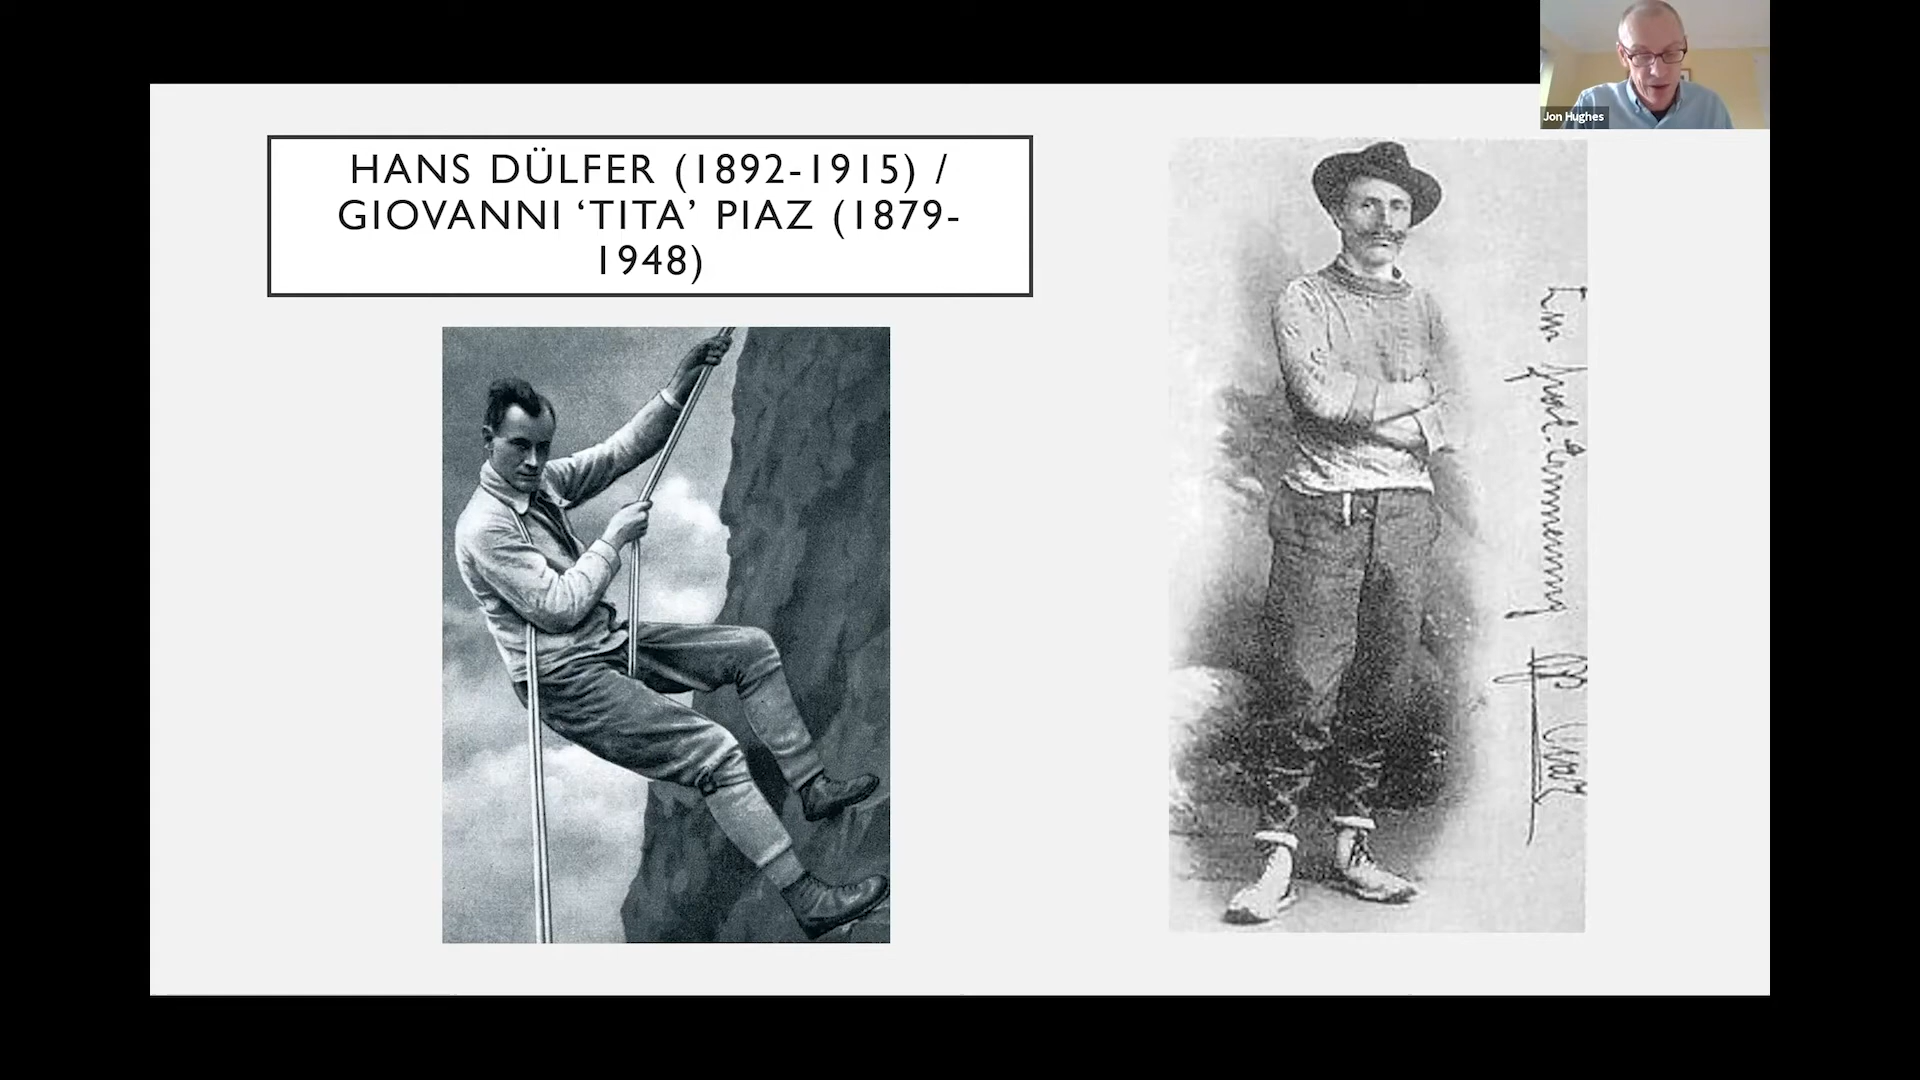 HANS DÜLFER (1892-1915) /
GIOVANNI ‘TITA’ PIAZ (1879-
1948)
Jon Hughes